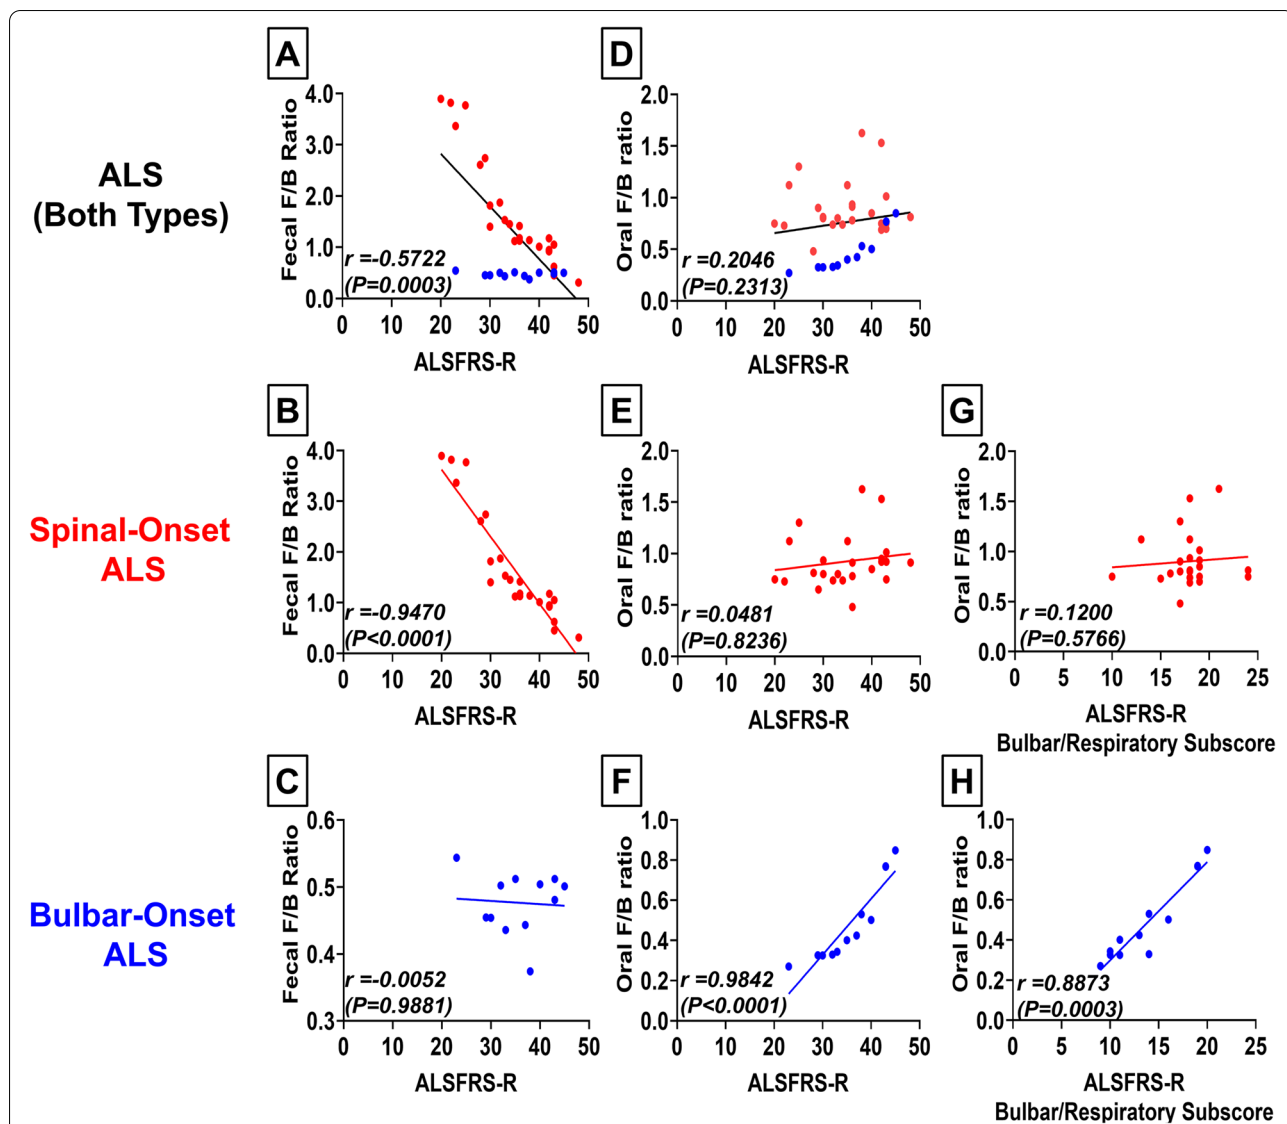 A
D
ALS
(Both Types)
Fecal F/B Ratio
4.0
3.0
2.0
1.0
0.0
r =-0.5722
(P=0.0003)
0 10 20 30 40 50
ALSFRS-R
Oral F/B ratio
2.0
1.5
1.0
0.5
0.0
r =0.2046
(P=0.2313)
0 10 20 30 40 50
ALSFRS-R
B
E
G
Spinal-Onset
ALS
Fecal F/B Ratio
4.0
3.0
2.0
1.0
0.0
r =-0.9470
(P<0.0001)
0 10 20 30 40 50
ALSFRS-R
Oral F/B ratio
2.0
1.5
1.0
0.5
0.0
r =0.0481
(P=0.8236)
0 10 20 30 40 50
ALSFRS-R
Oral F/B ratio
2.0
1.5
1.0
0.5
0.0
r =0.1200
(P=0.5766)
0 5 10 15 20 25
ALSFRS-R
Bulbar/Respiratory Subscore
C
F
H
Bulbar-Onset
ALS
Fecal F/B Ratio
0.6
0.5
0.4
0.3
r =-0.0052
(P=0.9881)
0 10 20 30 40 50
ALSFRS-R
Oral F/B ratio
1.0
0.8
0.6
0.4
0.2
0.0
r =0.9842
(P<0.0001)
0 10 20 30 40 50
ALSFRS-R
Oral F/B ratio
1.0
0.8
0.6
0.4
0.2
0.0
r =0.8873
(P=0.0003)
0 5 10 15 20 25
ALSFRS-R
Bulbar/Respiratory Subscore